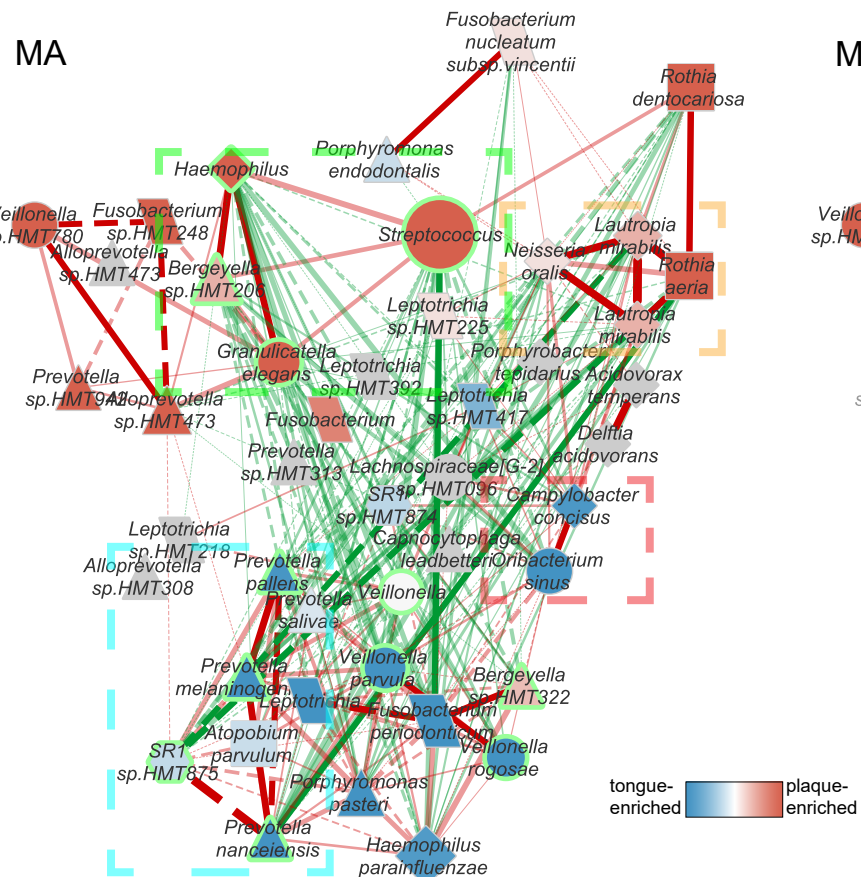 MA
M
Fusobacterium
nucleatum
subsp.vincentii
Rothia
dentocariosa
Porphyromonas
endodontalis
Haemophilus
Veillonella
sp.HMT780
Fusobacterium
sp.HMT248
Alloprevotella
sp.HMT473
Bergeyella
sp.HMT206
Streptococcus
Neisseria
oralis
Lautropia
mirabilis
Rothia
aeria
Leptotrichia
sp.HMT225
Lautropia
mirabilis
Granulicatella
elegans
Leptotrichia
sp.HMT392
Porphyrobacter
tepidarius
Acidovorax
temperans
Prevotella
sp.HMT942
Alloprevotella
sp.HMT473
Leptotrichia
sp.HMT417
Fusobacterium
Delftia
acidovorans
Prevotella
sp.HMT313
Lachnospiraceae[G-2]
sp.HMT096
SR1
sp.HMT874
Campylobacter
concisus
Leptotrichia
sp.HMT218
Capnocytophaga
leadbetteri
Oribacterium
sinus
Alloprevotella
sp.HMT308
Prevotella
pallens
Prevotella
salivae
Veillonella
Prevotella
melaninogenica
Veillonella
parvula
Bergeyella
sp.HMT322
Leptotrichia
Fusobacterium
periodonticum
Atopobium
parvulum
SR1
sp.HMT875
Veillonella
rogosae
Porphyromonas
pasteri
Prevotella
nanceiensis
Haemophilus
parainfluenzae
tongue-
enriched
plaque-
enriched